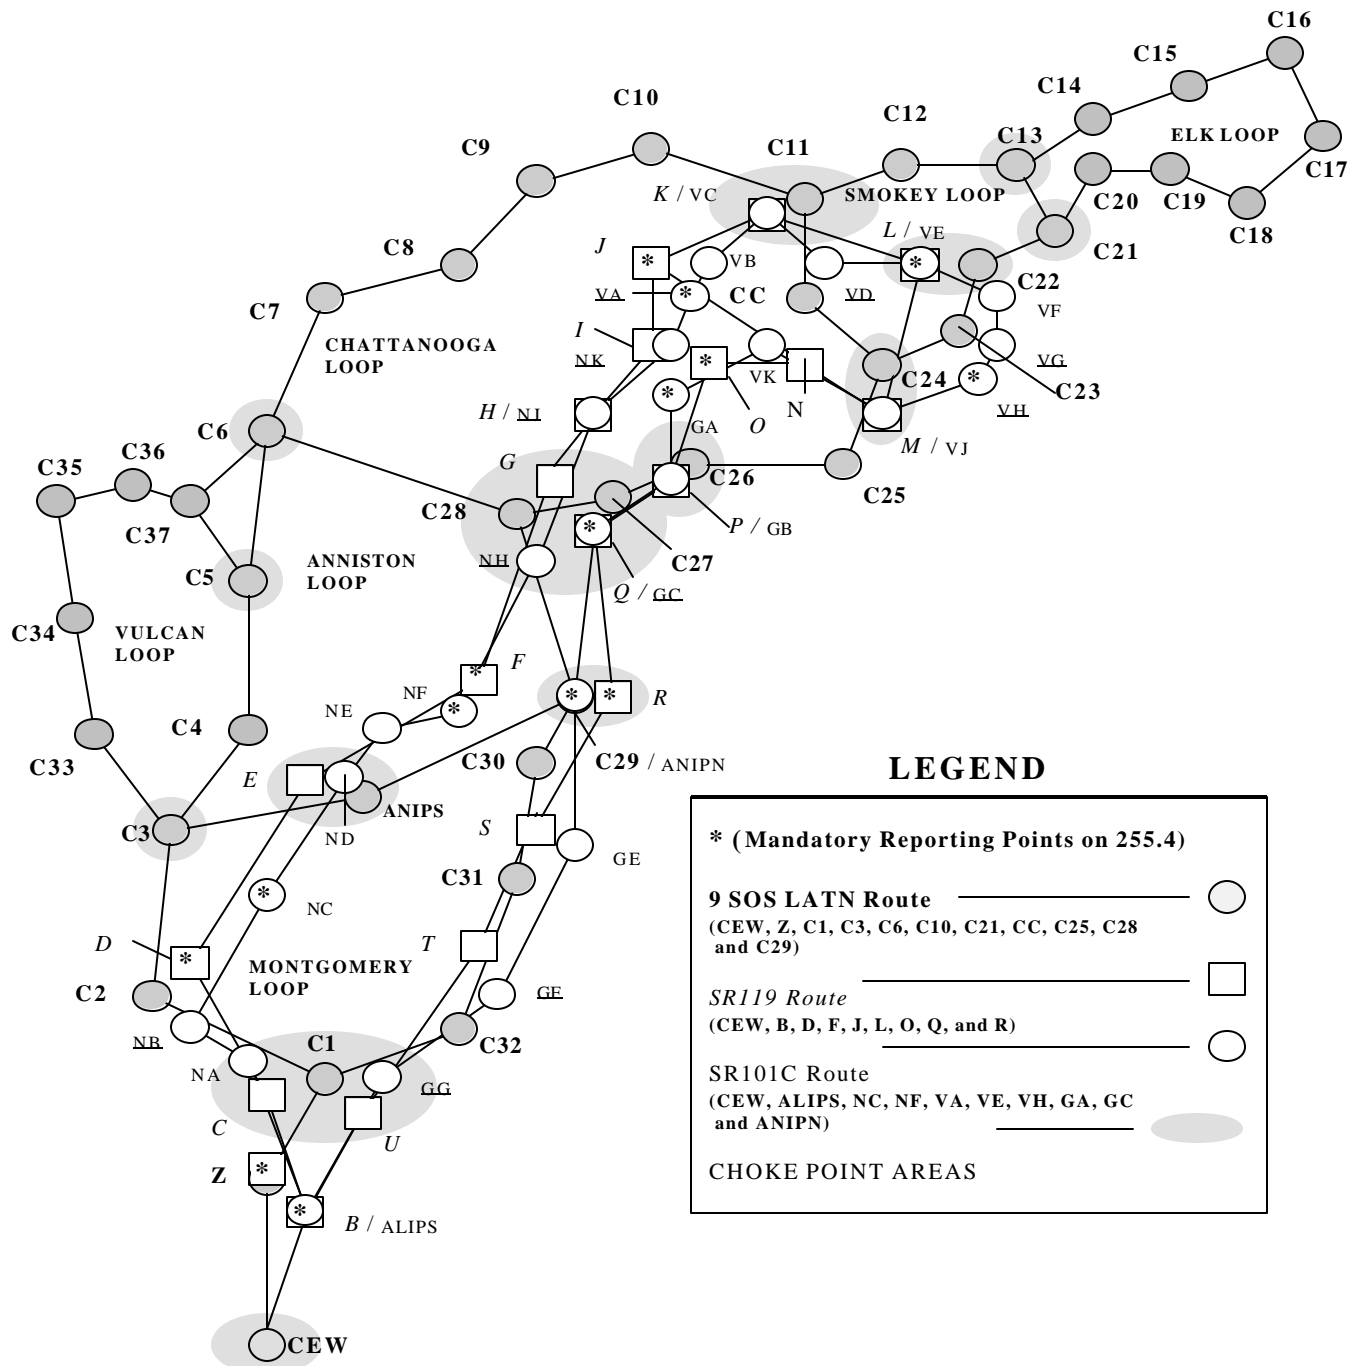 C16
C15
C14
C10
C12
C13
ELK LOOP
C9
C11
C17
K / VC
SMOKEY LOOP
C20
C19
C18
L / VE
C21
C8
J
VB
C22
VA
CC
VD
VF
C7
I
CHATTANOOGA
LOOP
NK
VK
C24
VG
C23
H / NJ
N
VH
C6
GA
O
M / VJ
C36
C35
G
C26
C25
C37
C28
P / GB
NH
C27
C5
ANNISTON
LOOP
Q / GC
C34
VULCAN
LOOP
F
NF
R
C4
NE
C33
C30
C29 / ANIPN
E
ANIPS
C3
ND
S
GE
C31
NC
D
T
MONTGOMERY
LOOP
C2
GE
NB
C1
C32
NA
GG
C
U
Z
B / ALIPS
CEW
LEGEND
* (Mandatory Reporting Points on 255.4)
9 SOS LATN Route
(CEW, Z, C1, C3, C6, C10, C21, CC, C25, C28
and C29)
SR119 Route
(CEW, B, D, F, J, L, O, Q, and R)
SR101C Route
(CEW, ALIPS, NC, NF, VA, VE, VH, GA, GC
and ANIPN)
CHOKE POINT AREAS